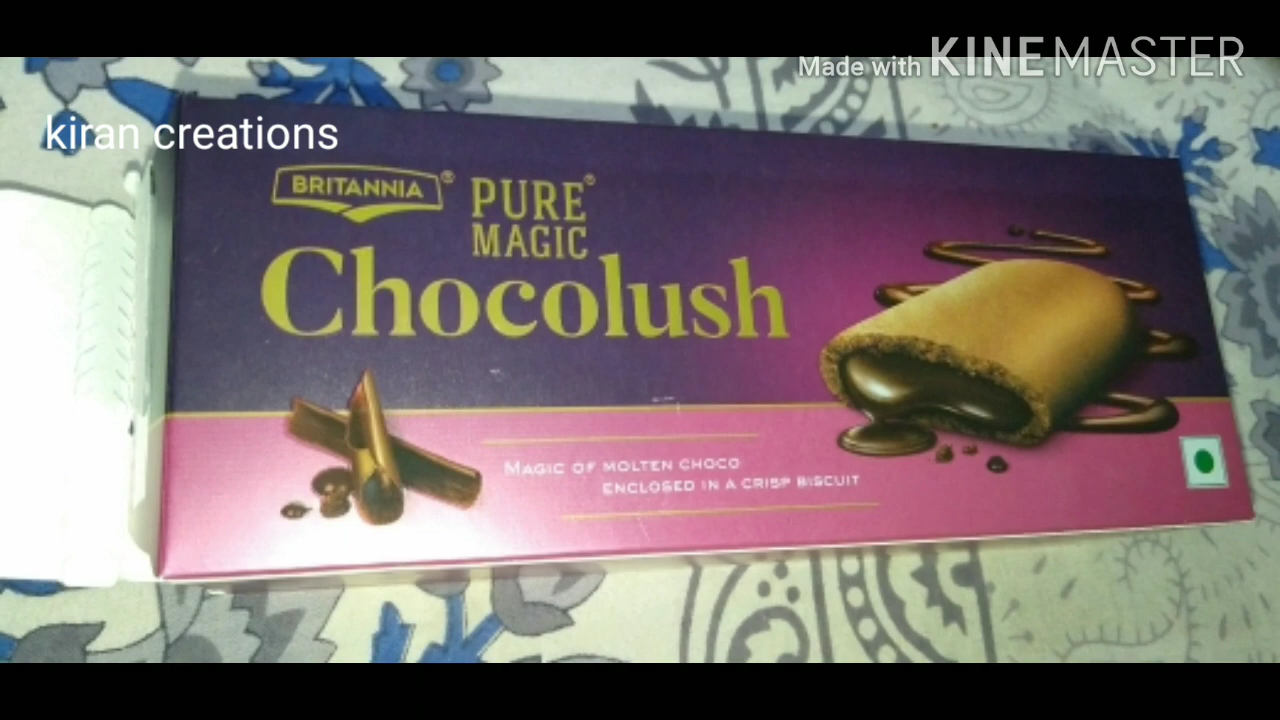 Made with KINEMASTER
kiran creations
BRITANNIA® PURE®
MAGIC
Chocolush
MAGIC OF MOLTEN CHOCO
ENCLOSED IN A CRISP BISCUIT